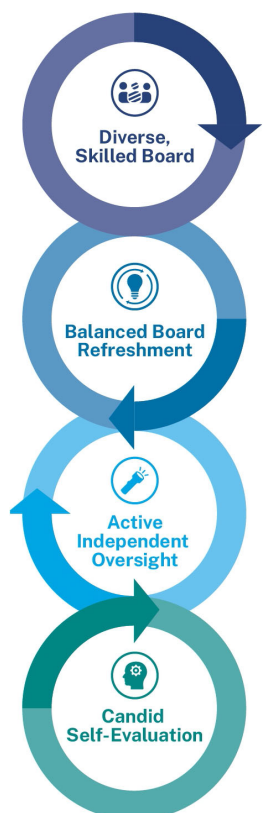 Diverse,
Skilled Board
Balanced Board
Refreshment
Active
Independent
Oversight
Candid
Self-Evaluation